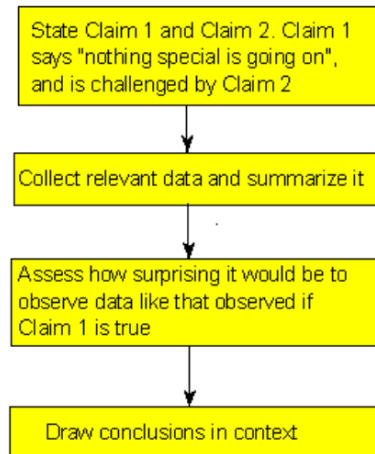 State Claim 1 and Claim 2. Claim 1
says "nothing special is going on",
and is challenged by Claim 2
Collect relevant data and summarize it
Assess how surprising it would be to
observe data like that observed if
Claim 1 is true
Draw conclusions in context